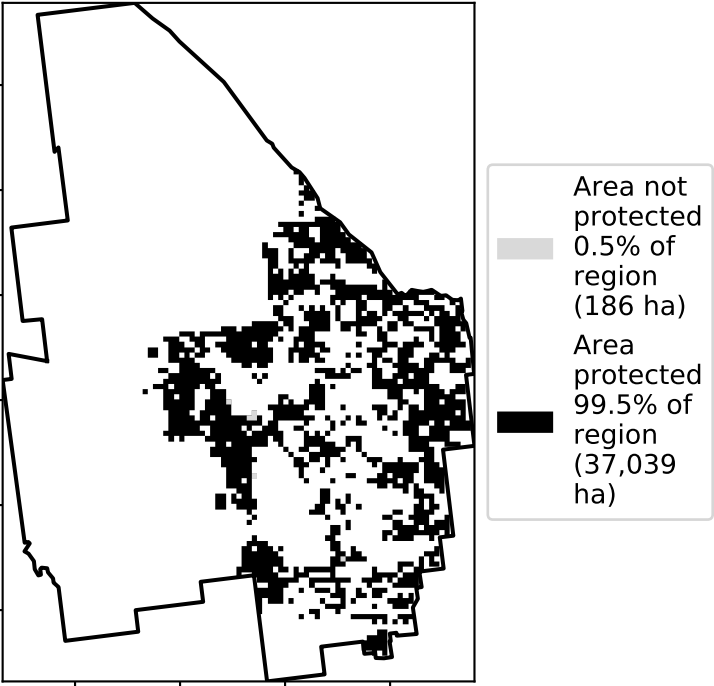 Area not
protected
0.5% of
region
(186 ha)
Area
protected
99.5% of
region
(37,039
ha)